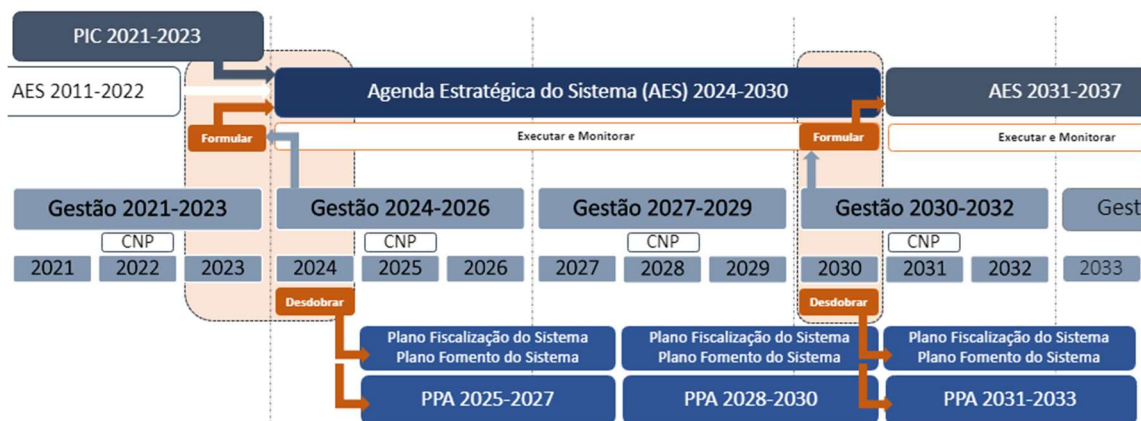 PIC 2021-2023
AES 2011-2022
Agenda Estratégica do Sistema (AES) 2024-2030
AES 2031-2037
Formular
Executar e Monitorar
Formular
Executar e Monitorar
Gestão 2021-2023
Gestão 2024-2026
Gestão 2027-2029
Gestão 2030-2032
Gest
CNP
CNP
CNP
CNP
2021
2022
2023
2024
2025
2026
2027
2028
2029
2030
2031
2032
2033
Desdobrar
Desdobrar
Plano Fiscalização do Sistema
Plano Fomento do Sistema
Plano Fiscalização do Sistema
Plano Fomento do Sistema
Plano Fiscalização do Sistema
Plano Fomento do Sistema
PPA 2025-2027
PPA 2028-2030
PPA 2031-2033